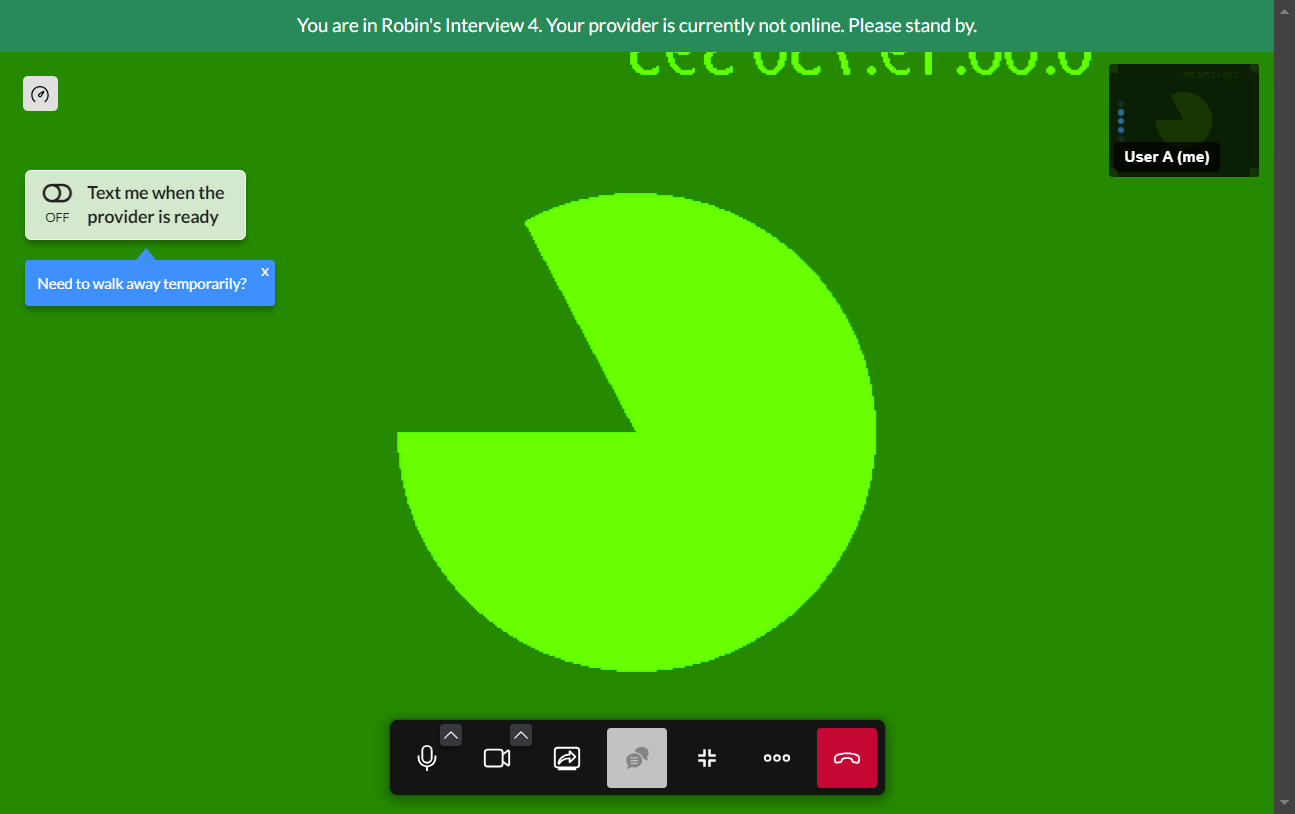 You are in Robin's Interview 4. Your provider is currently not online. Please stand by.
User A (me)
Text me when the
provider is ready
OFF
Need to walk away temporarily?
x